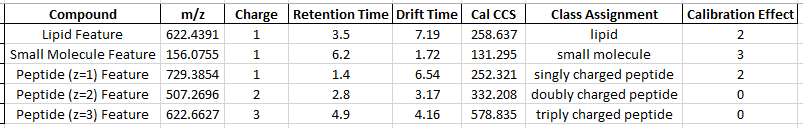 Compound m/z Charge Retention Time Drift Time Cal CCS Class Assignment Calibration Effect
Lipid Feature 622.4391 1 3.5 7.19 258.637 lipid 2
Small Molecule Feature 156.0755 1 6.2 1.72 131.295 small molecule 3
Peptide (z=1) Feature 729.3854 1 1.4 6.54 252.321 singly charged peptide 2
Peptide (z=2) Feature 507.2696 2 2.8 3.17 332.208 doubly charged peptide 0
Peptide (z=3) Feature 622.6627 3 4.9 4.16 578.835 triply charged peptide 0